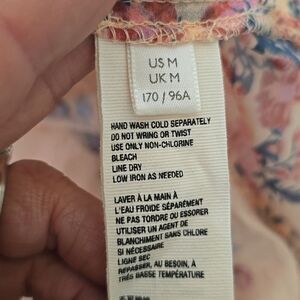 US M
UK M
170 / 96A
HAND WASH COLD SEPARATELY
DO NOT WRING OR TWIST
USE ONLY NON-CHLORINE
BLEACH
LINE DRY
LOW IRON AS NEEDED
LAVER À LA MAIN À
L'EAU FROIDE SÉPARÉMENT
NE PAS TORDRE OU ESSORER
UTILISER UN AGENT DE
BLANCHIMENT SANS CHLORE
SI NÉCESSAIRE
LIGNE SEC
REPASSER, AU BESOIN, À
TRÈS BASSE TEMPÉRATURE